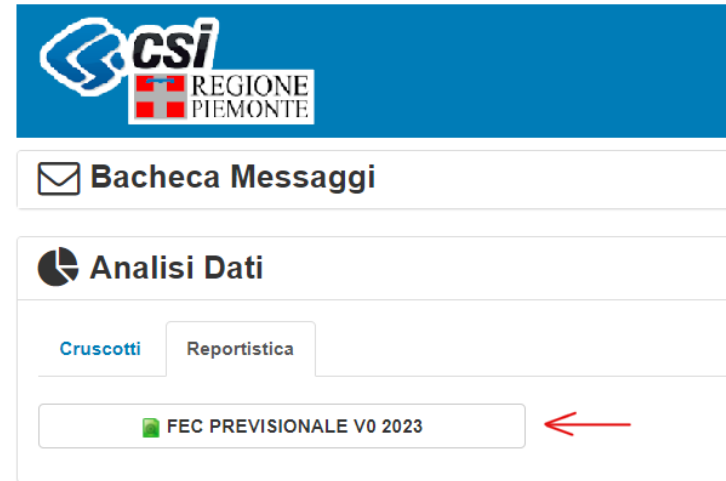 csi
REGIONE
PIEMONTE
Bacheca Messaggi
Analisi Dati
Cruscotti Reportistica
FEC PREVISIONALE V0 2023